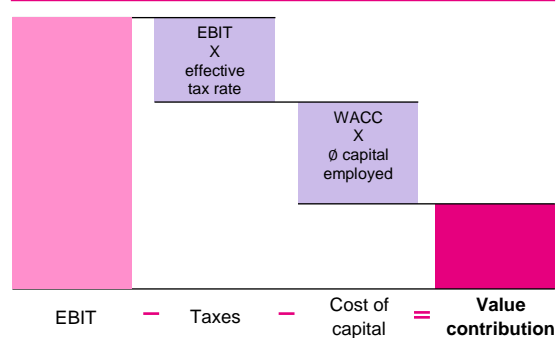 EBIT
X
effective
tax rate
WACC
X
ø capital
employed
EBIT – Taxes – Cost of capital = Value contribution